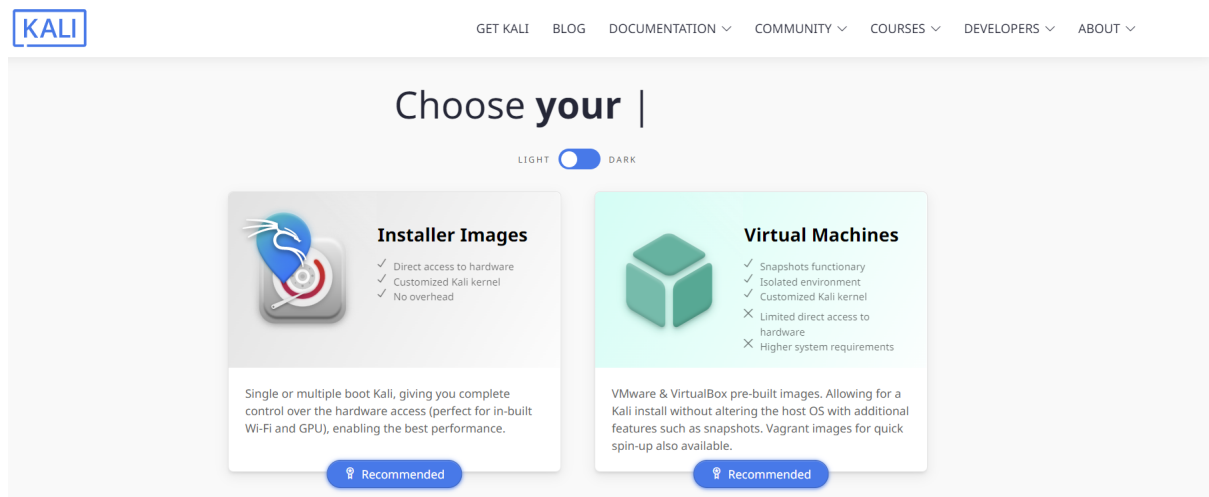 KALI
GET KALI BLOG DOCUMENTATION COMMUNITY COURSES DEVELOPERS ABOUT
Choose your |
LIGHT DARK
Installer Images
Direct access to hardware
Customized Kali kernel
No overhead
Single or multiple boot Kali, giving you complete
control over the hardware access (perfect for in-built
Wi-Fi and GPU), enabling the best performance.
Recommended
Virtual Machines
Snapshots functionary
Isolated environment
Customized Kali kernel
Limited direct access to
hardware
Higher system requirements
VMware & VirtualBox pre-built images. Allowing for a
Kali install without altering the host OS with additional
features such as snapshots. Vagrant images for quick
spin-up also available.
Recommended